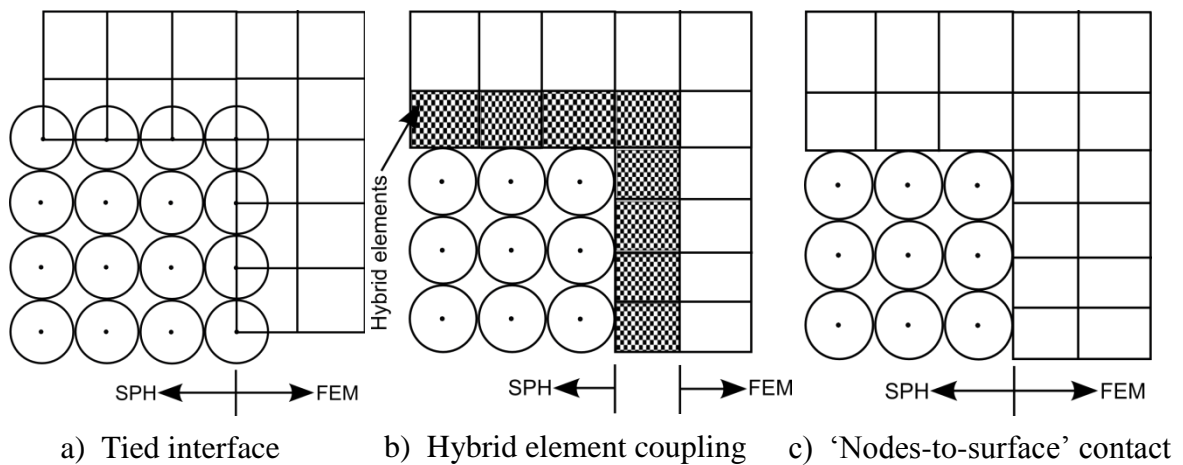 Hybrid elements
SPH FEM
SPH FEM
SPH FEM
a) Tied interface
b) Hybrid element coupling
c) ‘Nodes-to-surface’ contact